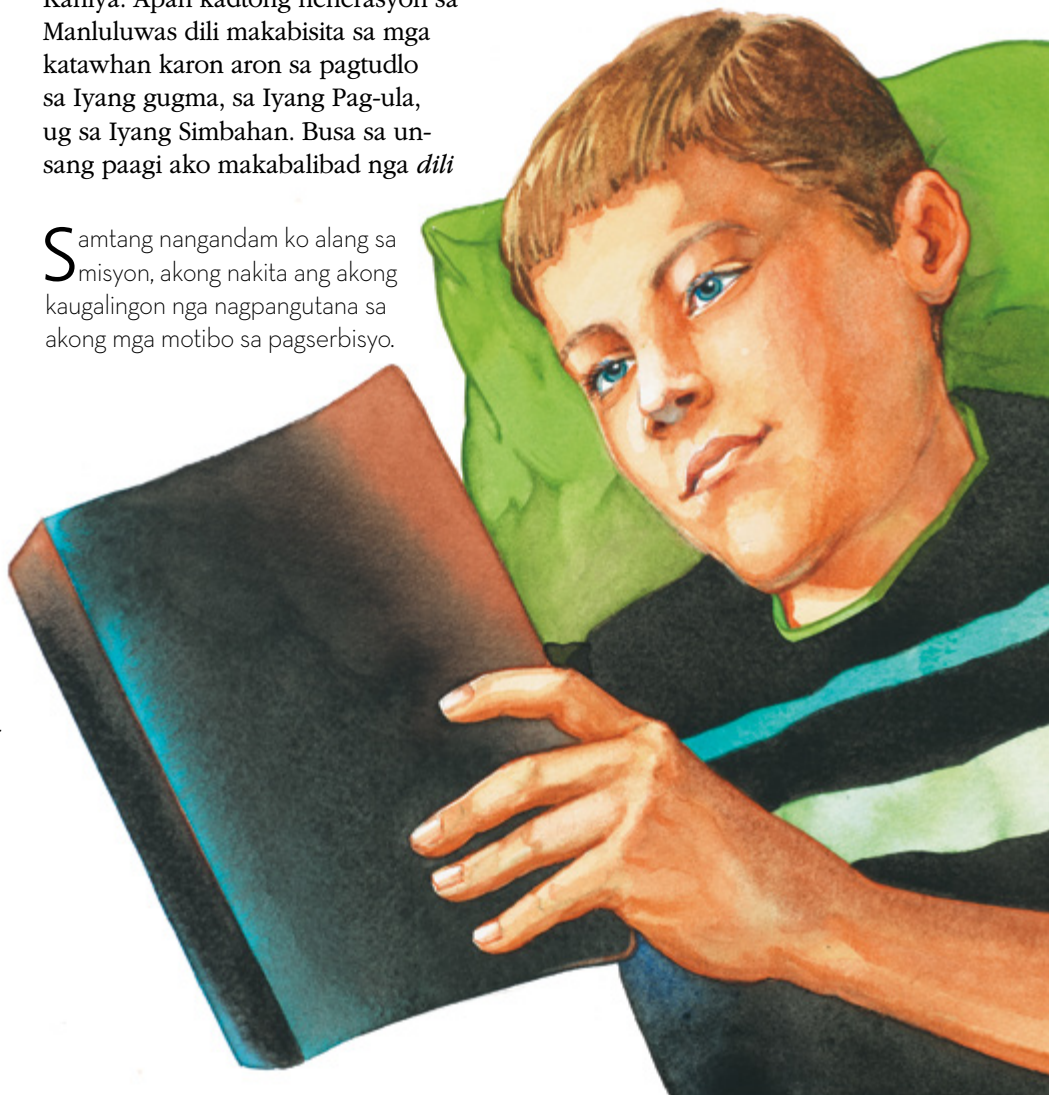 Kaniya. Apan kadtong henerasyon sa
Manluluwas dili makabisita sa mga
katawhan karon aron sa pagtudlo
sa Iyang gugma, sa Iyang Pag-ula,
ug sa Iyang Simbahan. Busa sa un-
sang paagi ako makabalibad nga dili
Samtang nangandam ko alang sa
misyon, akong nakita ang akong
kaugalingon nga nagpangutana sa
akong mga motibo sa pagserbisyo.